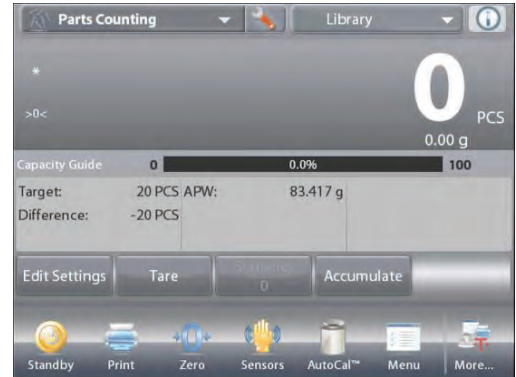 Parts Counting Library
*
0
>0< PCS
0.00 g
Capacity Guide 0 0.0% 100
Target: 20 PCS APW: 83.417 g
Difference: -20 PCS
Edit Settings Tare Statistics 0 Accumulate
Standby Print Zero Sensors AutoCal™ Menu More...